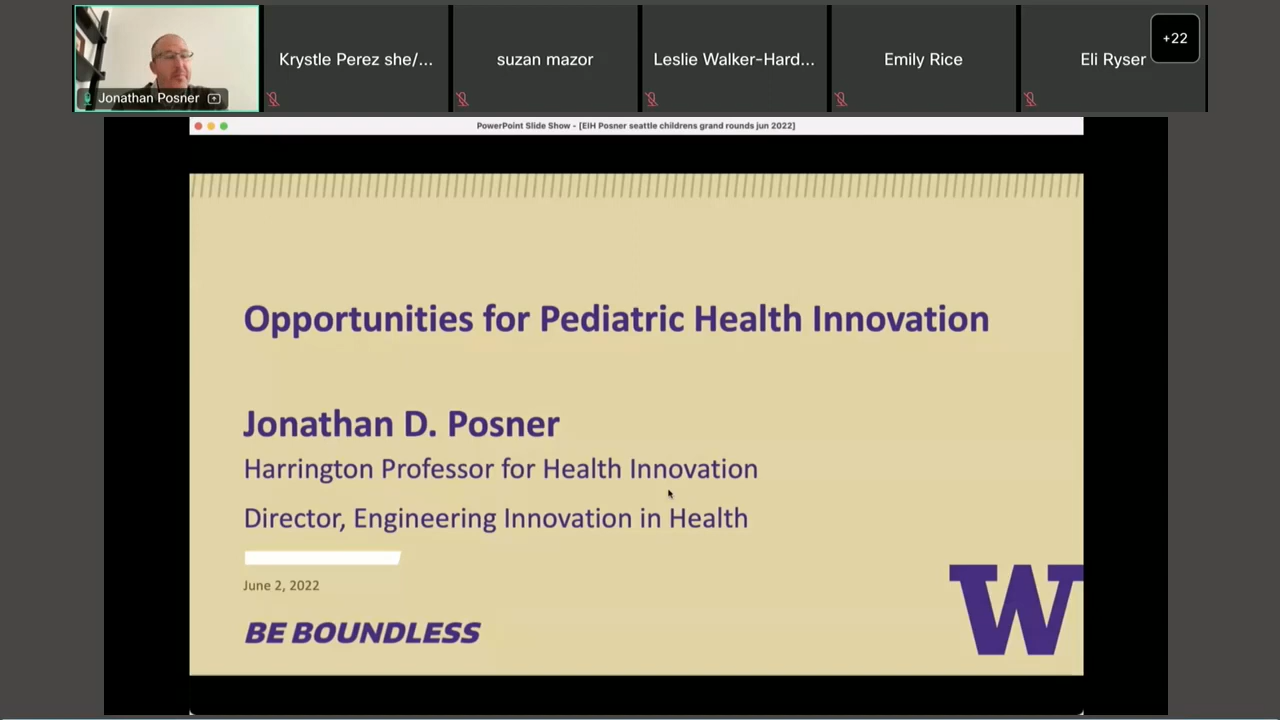 Jonathan Posner
Krystle Perez she/...
suzan mazor
Leslie Walker-Hard...
Emily Rice
Eli Ryser
+22
PowerPoint Slide Show - [EIH Posner seattle childrens grand rounds jun 2022]
Opportunities for Pediatric Health Innovation
Jonathan D. Posner
Harrington Professor for Health Innovation
Director, Engineering Innovation in Health
June 2, 2022
BE BOUNDLESS
W